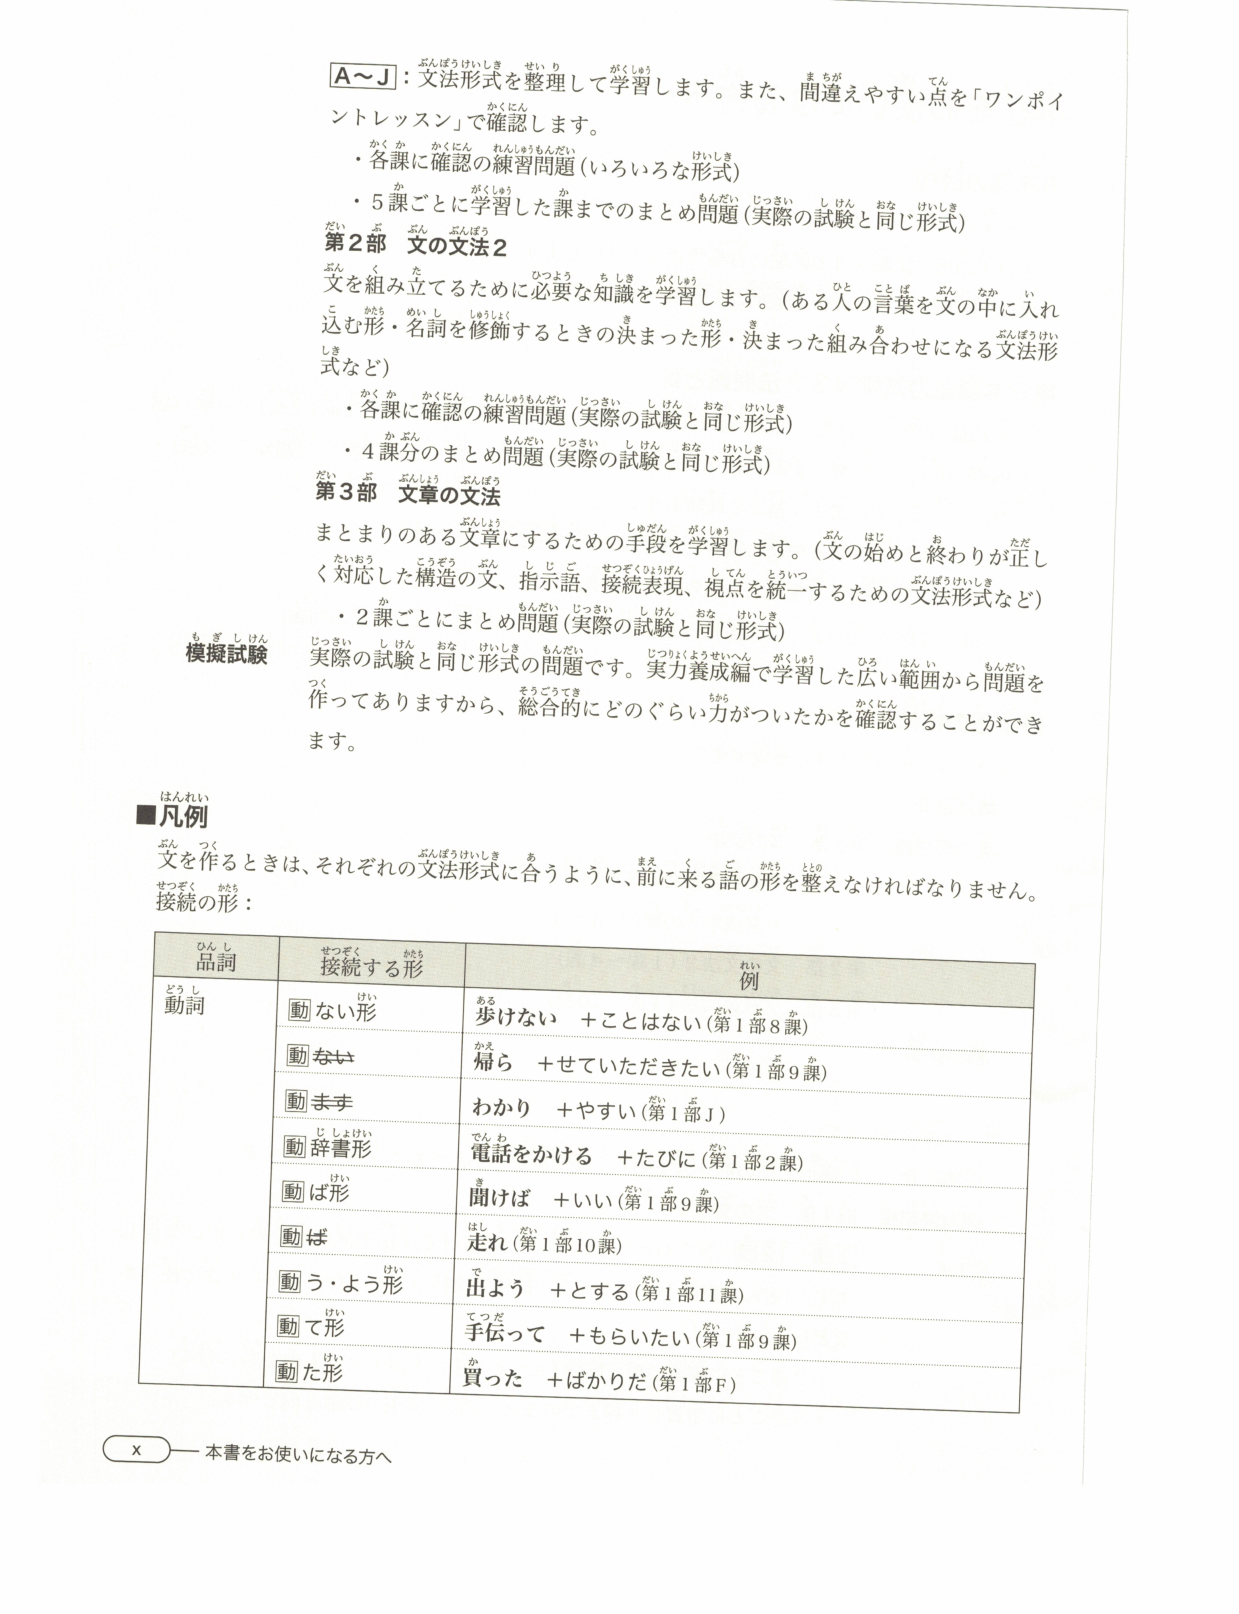 A～J：文法形式を整理して学習します。また、間違えやすい点を「ワンポイ
ントレッスン」で確認します。
・各課に確認の練習問題(いろいろな形式)
・５課ごとに学習した課までのまとめ問題(実際の試験と同じ形式)
第２部　文の文法２
文を組み立てるために必要な知識を学習します。(ある人の言葉を文の中に入れ
込む形・名詞を修飾するときの決まった形・決まった組み合わせになる文法形
式など)
・各課に確認の練習問題(実際の試験と同じ形式)
・４課分のまとめ問題(実際の試験と同じ形式)
第３部　文章の文法
まとまりのある文章にするための手段を学習します。(文の始めと終わりが正し
く対応した構造の文、指示語、接続表現、視点を統一するための文法形式など)
・２課ごとにまとめ問題(実際の試験と同じ形式)
模擬試験　実際の試験と同じ形式の問題です。実力養成編で学習した広い範囲から問題を
作ってありますから、総合的にどのぐらい力がついたかを確認することができ
ます。
■凡例
文を作るときは、それぞれの文法形式に合うように、前に来る語の形を整えなければなりません。
接続の形：
品詞　接続する形　例
動詞　動ない形　歩けない　＋ことはない(第１部８課)
動ない　帰ら　＋せていただきたい(第１部９課)
動ます　わかり　＋やすい(第１部Ｊ)
動辞書形　電話をかける　＋たびに(第１部２課)
動ば形　聞けば　＋いい(第１部９課)
動ば　走れ(第１部10課)
動う・よう形　出よう　＋とする(第１部11課)
動て形　手伝って　＋もらいたい(第１部９課)
動た形　買った　＋ばかりだ(第１部Ｆ)
x　本書をお使いになる方へ